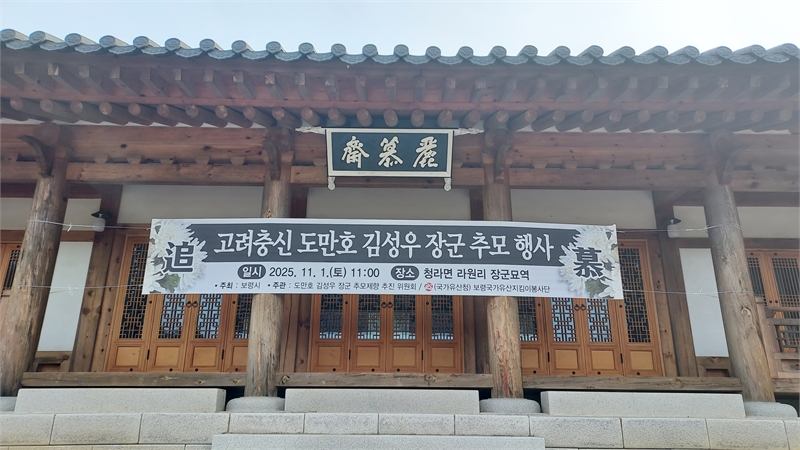 麗慕齋
追 고려충신 도만호 김성우 장군 추모 행사 慕
일시 2025. 11. 1.(토) 11:00 장소 청라면 라원리 장군묘역
• 주최 : 보령시 • 주관 : 도만호 김성우 장군 추모제향 추진 위원회 / (국가유산청) 보령국가유산지킴이봉사단